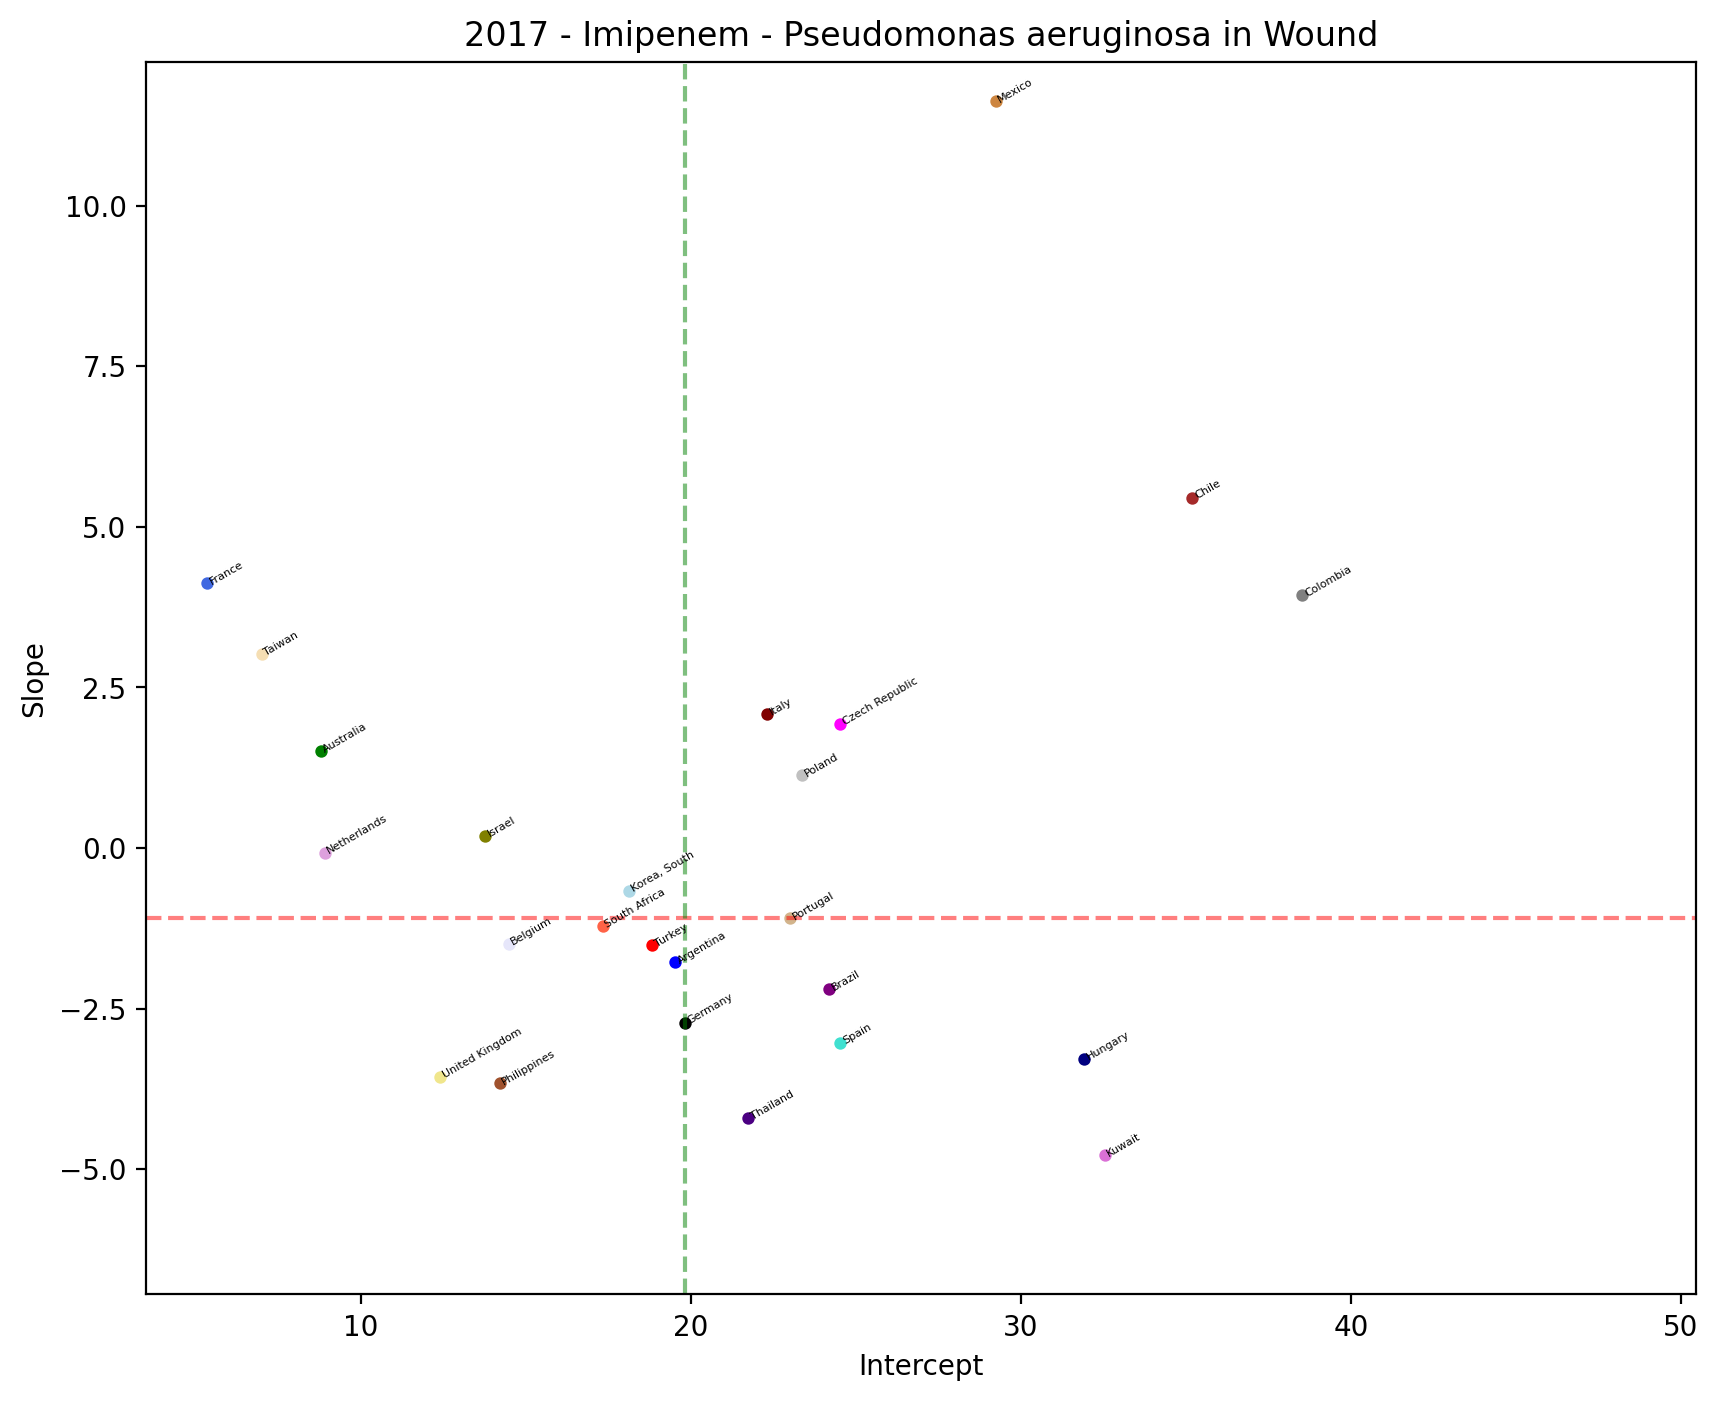 2017 - Imipenem - Pseudomonas aeruginosa in Wound
Mexico
10.0
7.5
Chile
5.0
Colombia
France
Taiwan
Slope
2.5
Italy
Czech Republic
Australia
Poland
Netherlands
Israel
0.0
Korea, South
South Africa
Portugal
Belgium
Turkey
Argentina
Brazil
−2.5
Germany
Spain
Hungary
United Kingdom
Philippines
Thailand
Kuwait
−5.0
10
20
30
40
50
Intercept